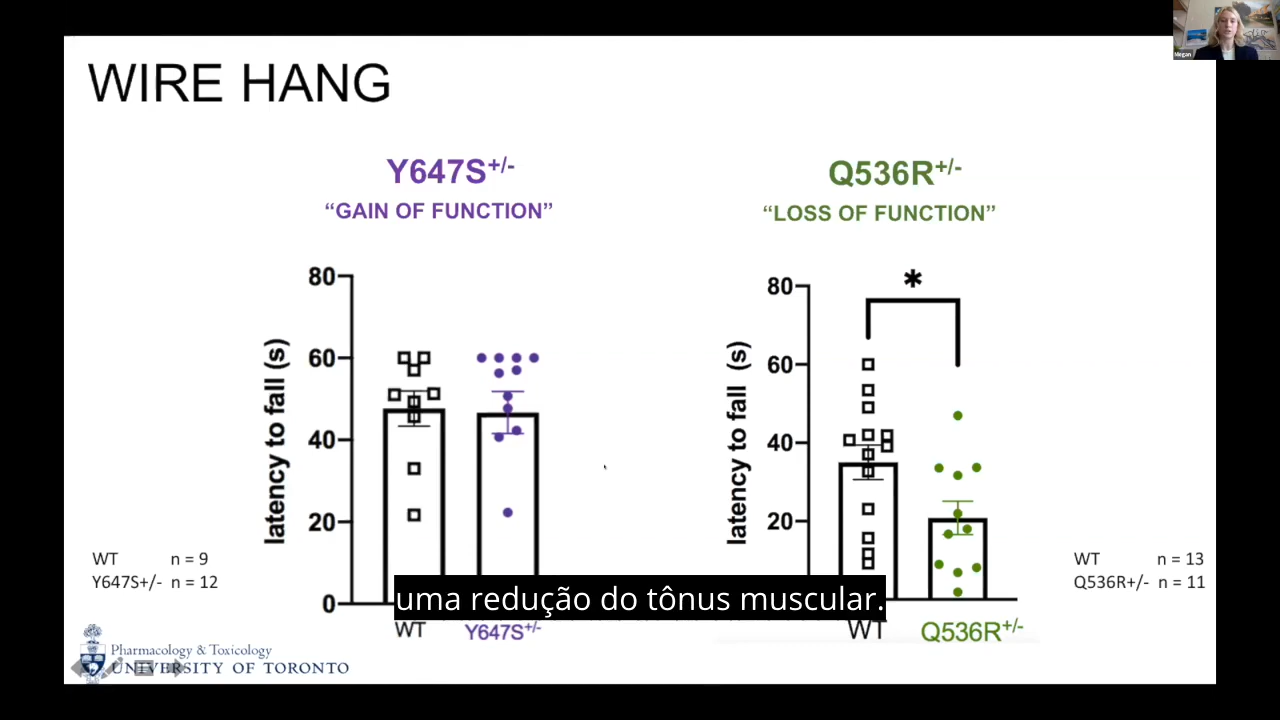 Megan
WIRE HANG
Y647S+/-
“GAIN OF FUNCTION”
Q536R+/-
“LOSS OF FUNCTION”
80
60
40
20
0
latency to fall (s)
WT
Y647S+/-
*
80
60
40
20
latency to fall (s)
WT
Q536R+/-
WT n = 9
Y647S+/- n = 12
WT n = 13
Q536R+/- n = 11
uma redução do tônus muscular.
Pharmacology & Toxicology
UNIVERSITY OF TORONTO